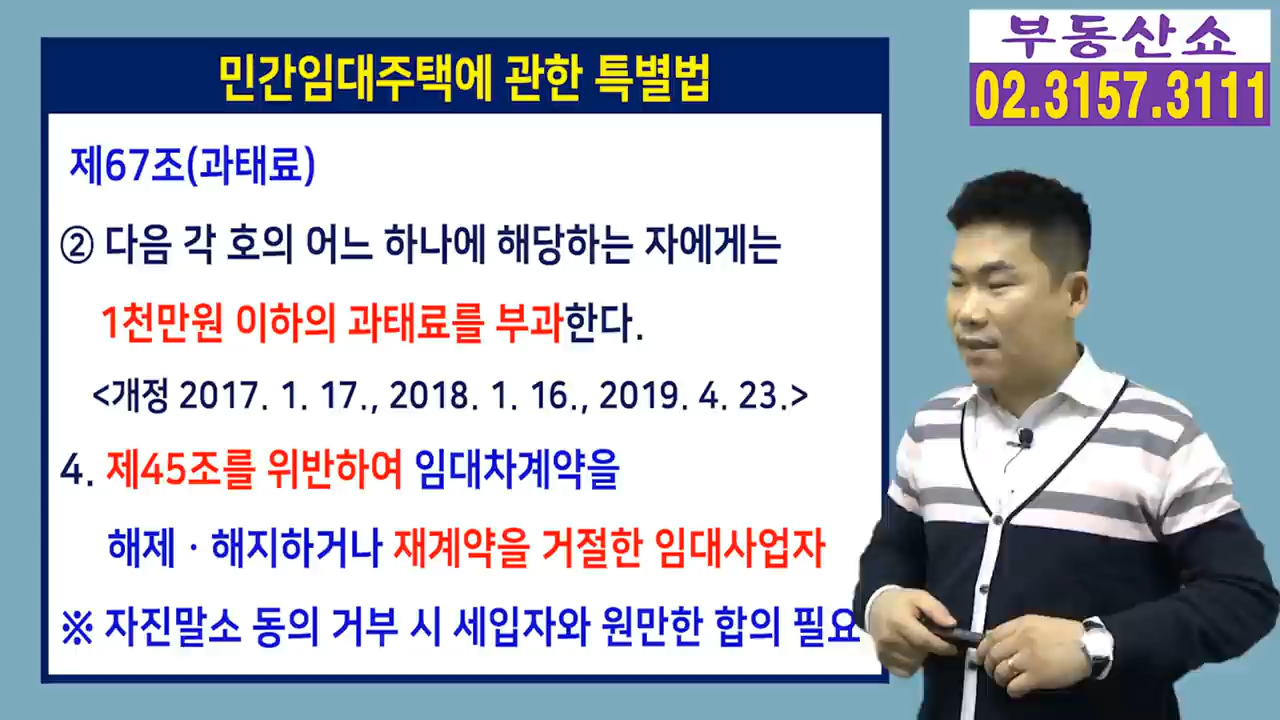 부동산쇼
02.3157.3111
민간임대주택에 관한 특별법
제67조(과태료)
② 다음 각 호의 어느 하나에 해당하는 자에게는
1천만원 이하의 과태료를 부과한다.
<개정 2017. 1. 17., 2018. 1. 16., 2019. 4. 23.>
4. 제45조를 위반하여 임대차계약을
해제 · 해지하거나 재계약을 거절한 임대사업자
※ 자진말소 동의 거부 시 세입자와 원만한 합의 필요